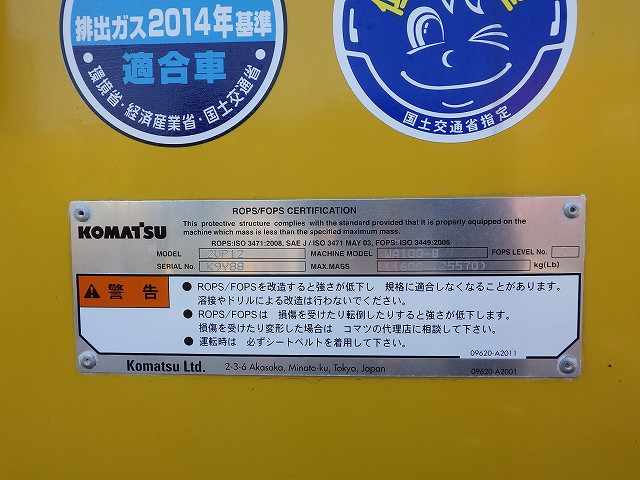 排出ガス2014年基準
適合車
環境省・経済産業省・国土交通省
国土交通省指定
ROPS/FOPS CERTIFICATION
KOMATSU
This protective structure complies with the standard provided that it is properly equipped on the
machine which mass is less than the specified maximum mass.
ROPS:ISO 3471:2008, SAE J / ISO 3471 MAY 03, FOPS: ISO 3449:2005
MODEL ZVP12 MACHINE MODEL WA100-8 FOPS LEVEL No.
SERIAL No. K9V88 MAX.MASS kg(Lb)
警告
● ROPS/FOPSを改造すると強さが低下し 規格に適合しなくなることがあります。
溶接やドリルによる改造は行わないでください。
● ROPS/FOPSは 損傷を受けたり転倒したりすると強さが低下します。
損傷を受けたり変形した場合は コマツの代理店に相談して下さい。
● 運転時は 必ずシートベルトを着用して下さい。
09620-A2011
Komatsu Ltd. 2-3-6 Akasaka, Minato-ku, Tokyo, Japan 09620-A2001